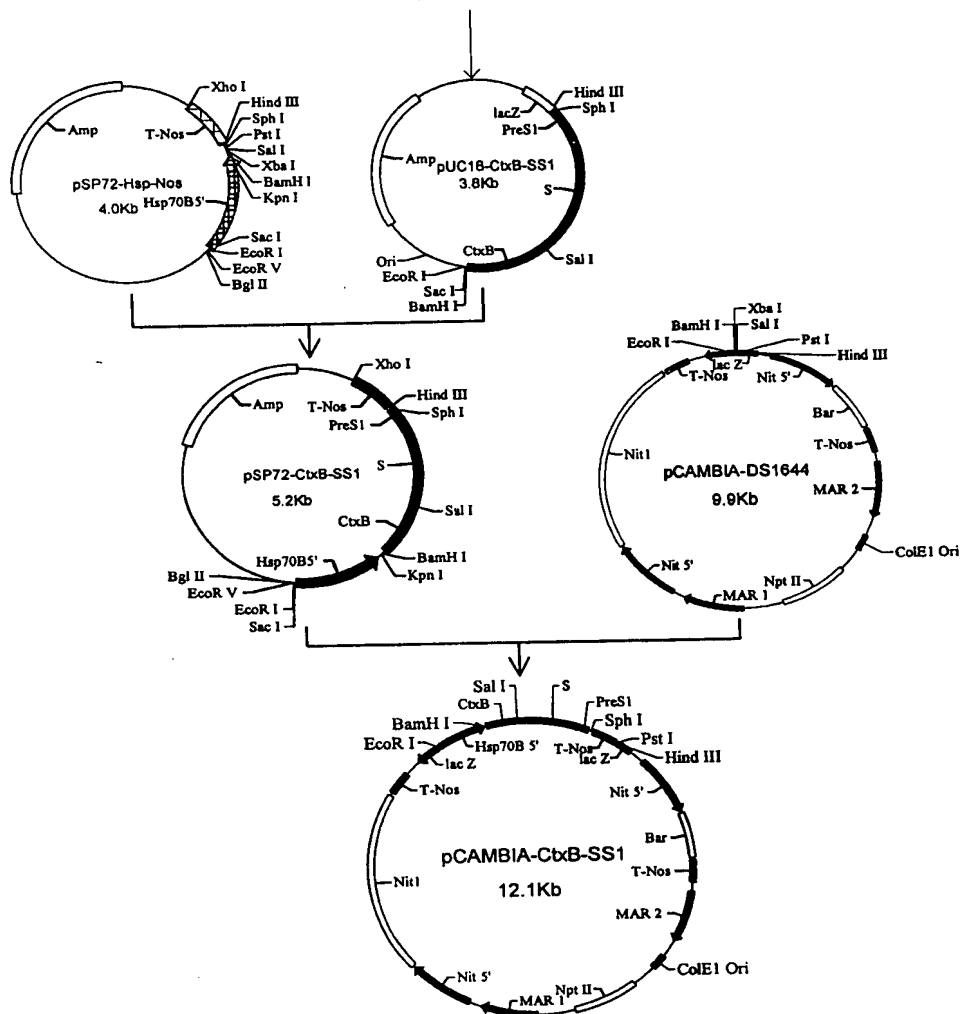 Xho I
Hind III
Sph I
Pst I
Sal I
Xba I
BamH I
Kpn I
T-Nos
Amp
pSP72-Hsp-Nos
4.0Kb
Hsp70B5'
Sac I
EcoR I
EcoR V
Bgl II
Hind III
Sph I
lacZ
PreS1
Amp
pUC18-CtxB-SS1
3.8Kb
S
CtxB
Sal I
Ori
EcoR I
Sac I
BamH I
Xho I
Hind III
Sph I
T-Nos
PreS1
Amp
S
pSP72-CtxB-SS1
5.2Kb
Sal I
CtxB
BamH I
Kpn I
Hsp70B5'
Bgl II
EcoR V
EcoR I
Sac I
Xba I
BamH I
Sal I
EcoR I
Pst I
Hind III
lac Z
T-Nos
Nit 5'
Bar
T-Nos
Nit1
pCAMBIA-DS1644
9.9Kb
MAR 2
ColE1 Ori
Nit 5'
Npt II
MAR 1
Sal I
S
CtxB
PreS1
BamH I
Sph I
EcoR I
Hsp70B 5'
T-Nos
Pst I
lac Z
lac Z
Hind III
T-Nos
Nit 5'
Bar
pCAMBIA-CtxB-SS1
12.1Kb
T-Nos
Nit1
MAR 2
ColE1 Ori
Nit 5'
Npt II
MAR 1